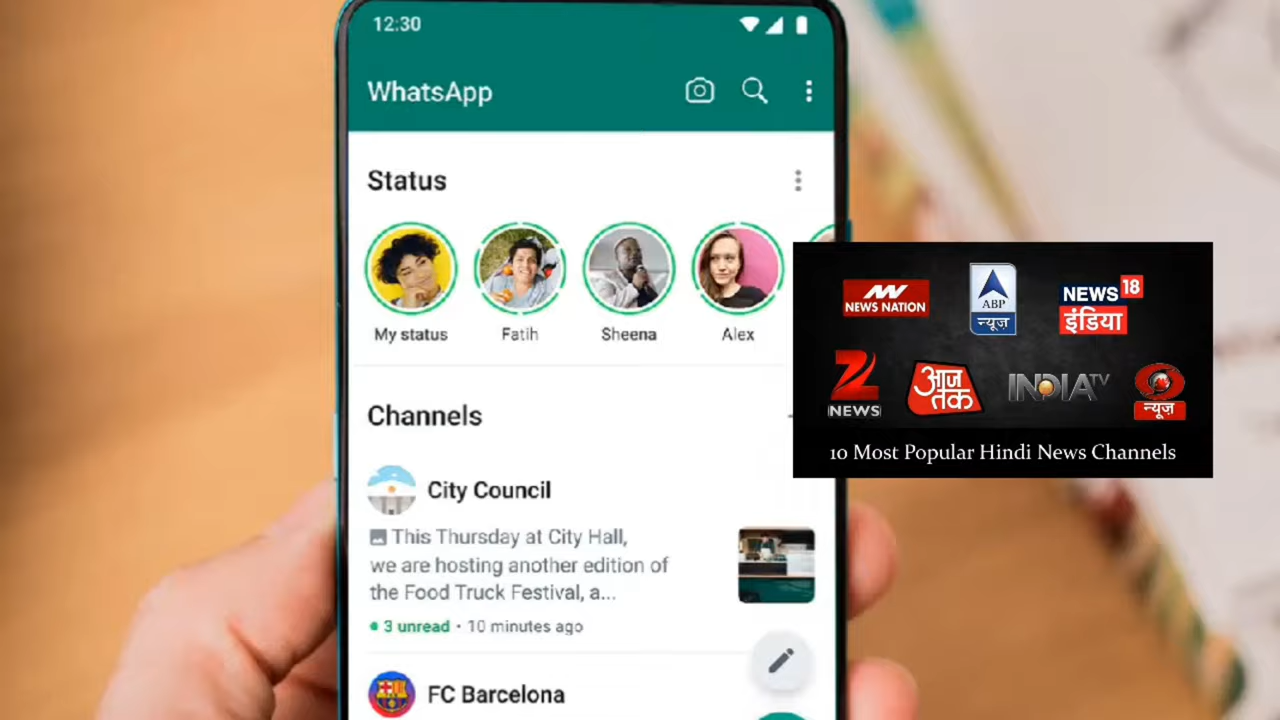 12:30
WhatsApp
Status
My status
Fatih
Sheena
Alex
Channels
City Council
This Thursday at City Hall,
we are hosting another edition of
the Food Truck Festival, a...
3 unread • 10 minutes ago
FC Barcelona
NEWS NATION
ABP
न्यूज़
NEWS 18
इंडिया
Z
NEWS
आज
तक
INDIA TV
न्यूज़
10 Most Popular Hindi News Channels